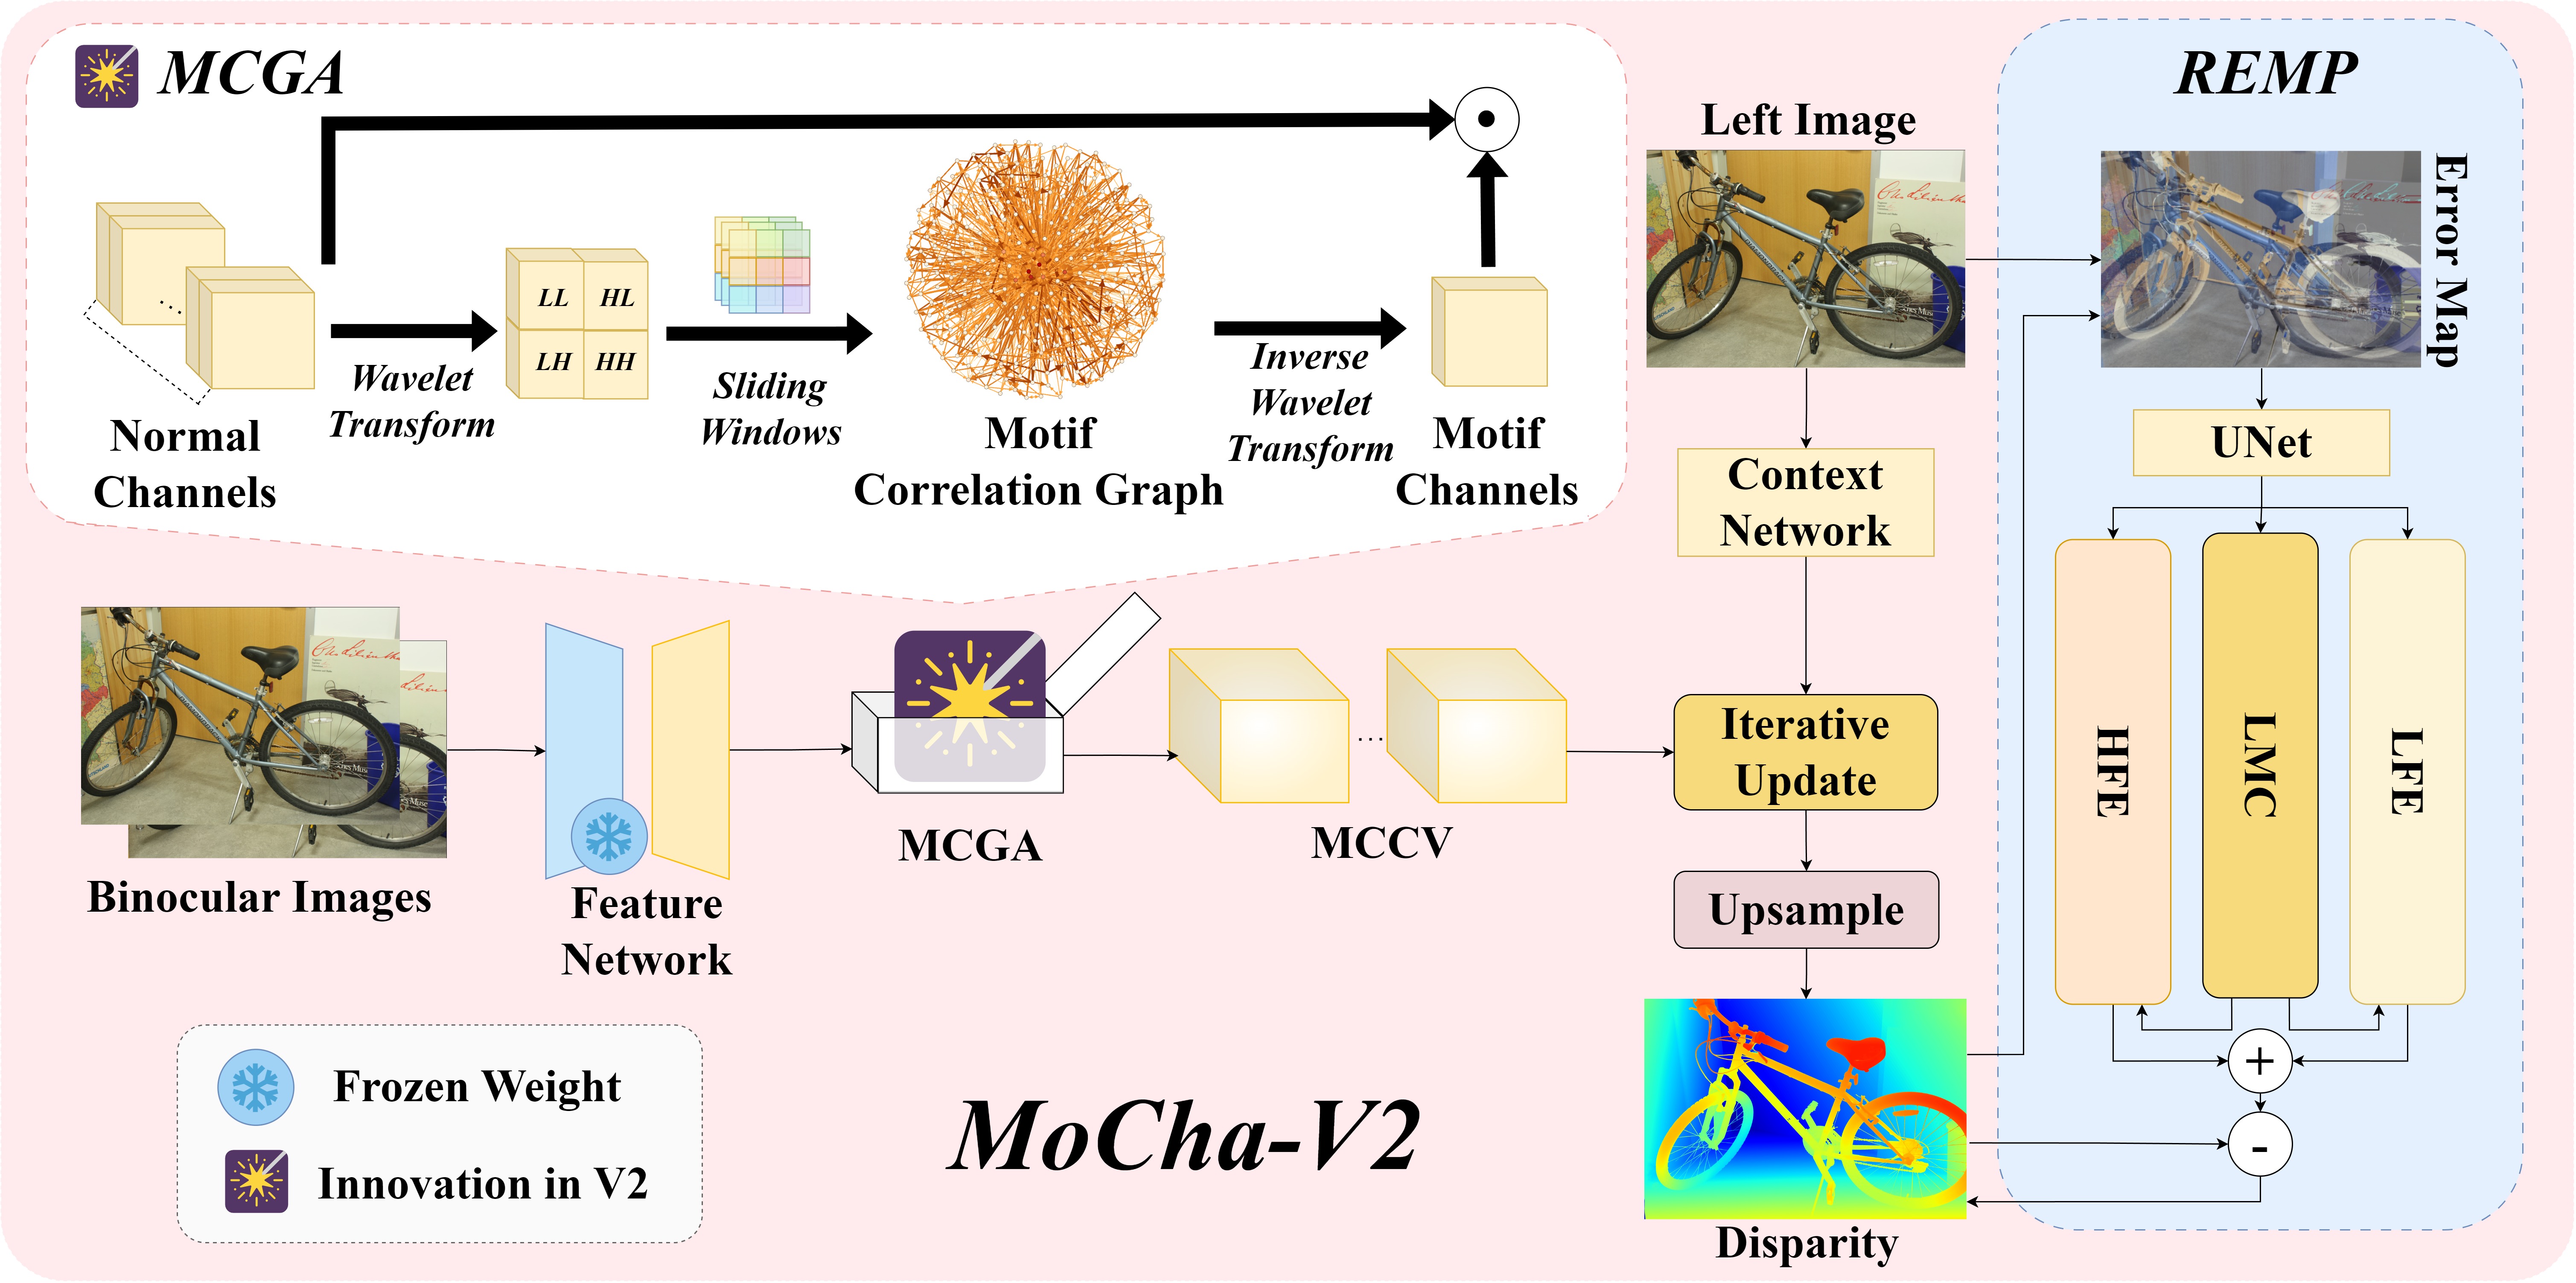 MCGA
Normal
Channels
Wavelet
Transform
LL
HL
LH
HH
Sliding
Windows
Motif
Correlation Graph
Inverse
Wavelet
Transform
Motif
Channels
Left Image
Context
Network
Iterative
Update
Upsample
Disparity
REMP
Error Map
UNet
HFE
LMC
LFE
+
-
Binocular Images
Feature
Network
MCGA
...
MCCV
Frozen Weight
Innovation in V2
MoCha-V2